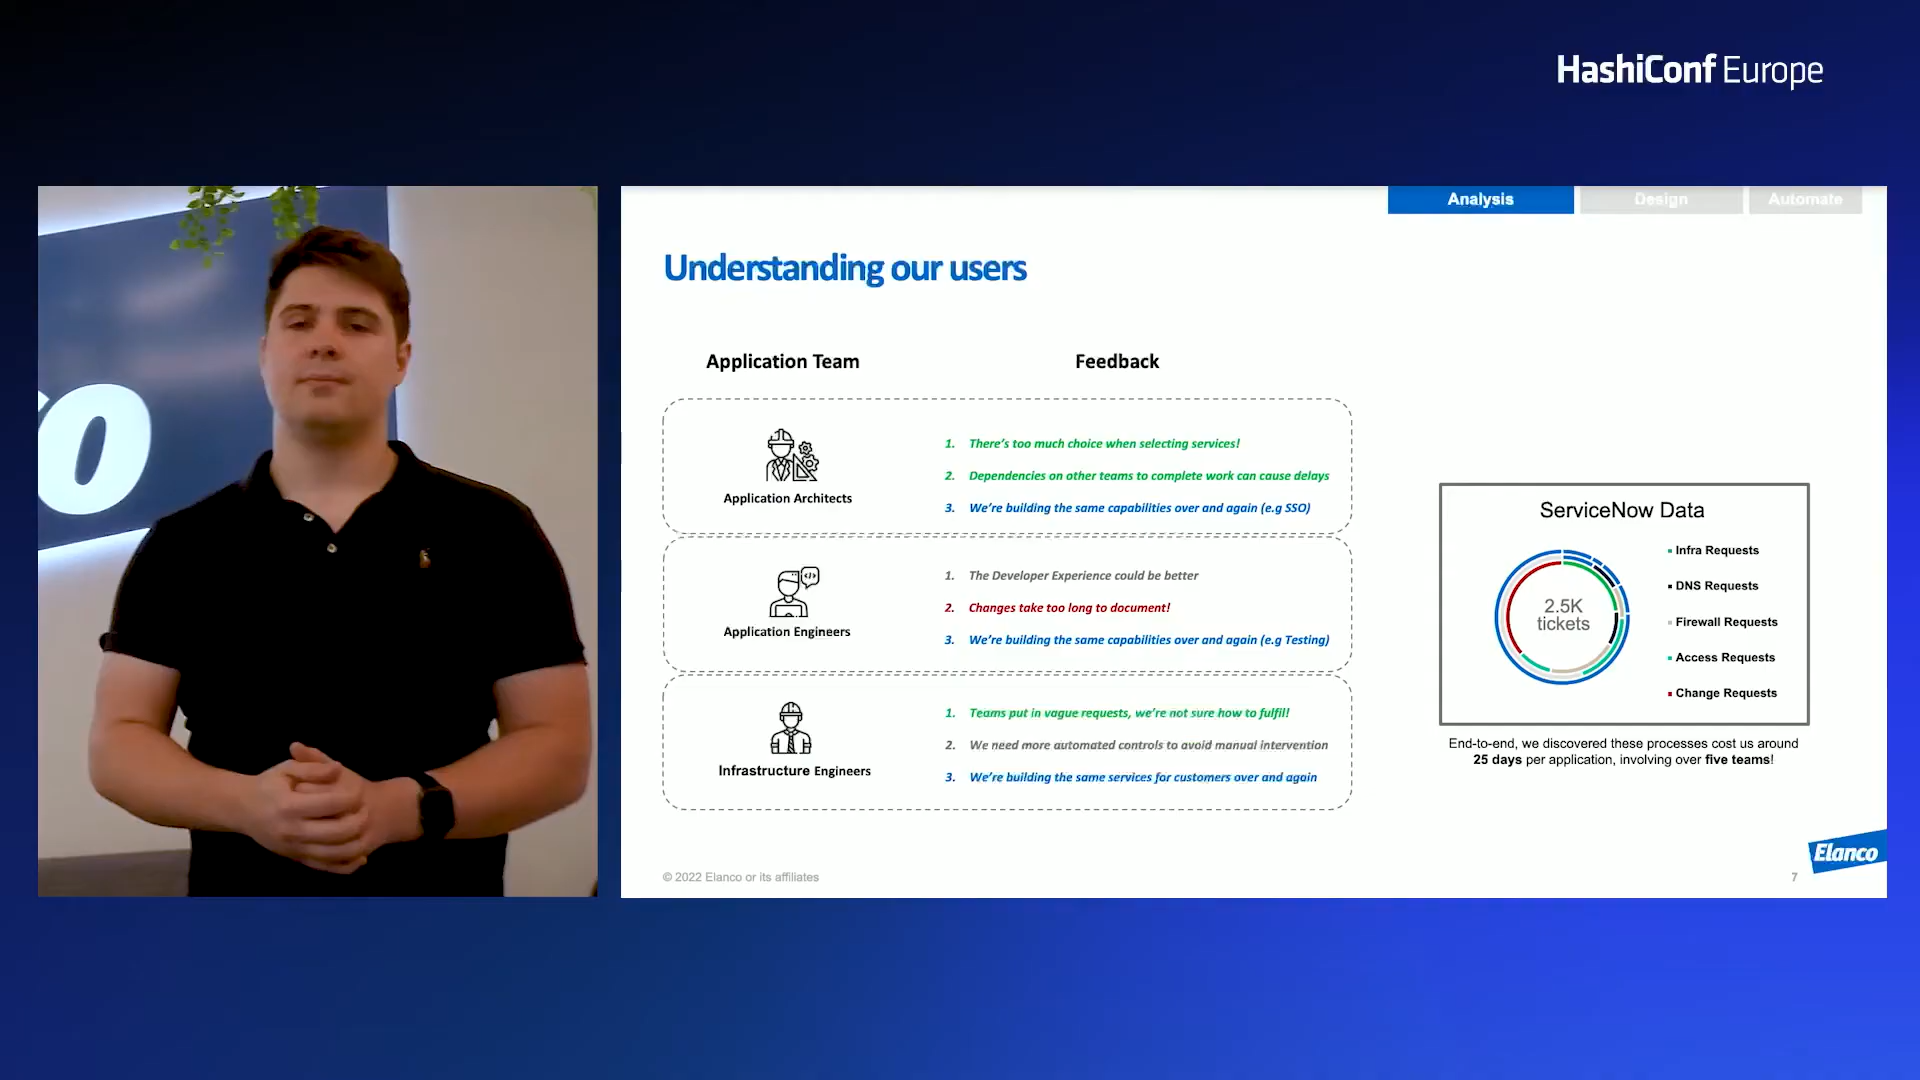 HashiConf Europe
Analysis
Design
Automate
Understanding our users
Application Team
Feedback
Application Architects
1. There's too much choice when selecting services!
2. Dependencies on other teams to complete work can cause delays
3. We're building the same capabilities over and again (e.g SSO)
Application Engineers
1. The Developer Experience could be better
2. Changes take too long to document!
3. We're building the same capabilities over and again (e.g Testing)
Infrastructure Engineers
1. Teams put in vague requests, we're not sure how to fulfil!
2. We need more automated controls to avoid manual intervention
3. We're building the same services for customers over and again
ServiceNow Data
2.5K
tickets
Infra Requests
DNS Requests
Firewall Requests
Access Requests
Change Requests
End-to-end, we discovered these processes cost us around
25 days per application, involving over five teams!
Elanco
© 2022 Elanco or its affiliates
7
o